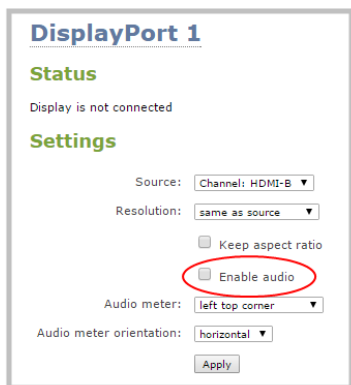 DisplayPort 1
Status
Display is not connected
Settings
Source: Channel: HDMI-B
Resolution: same as source
Keep aspect ratio
Enable audio
Audio meter: left top corner
Audio meter orientation: horizontal
Apply